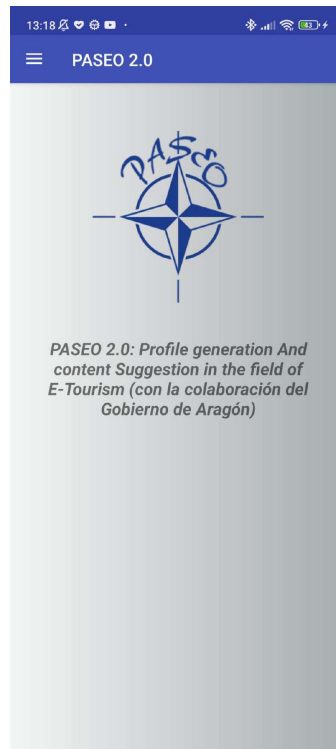 13:18
43
PASEO 2.0
PASEO
PASEO 2.0: Profile generation And
content Suggestion in the field of
E-Tourism (con la colaboración del
Gobierno de Aragón)